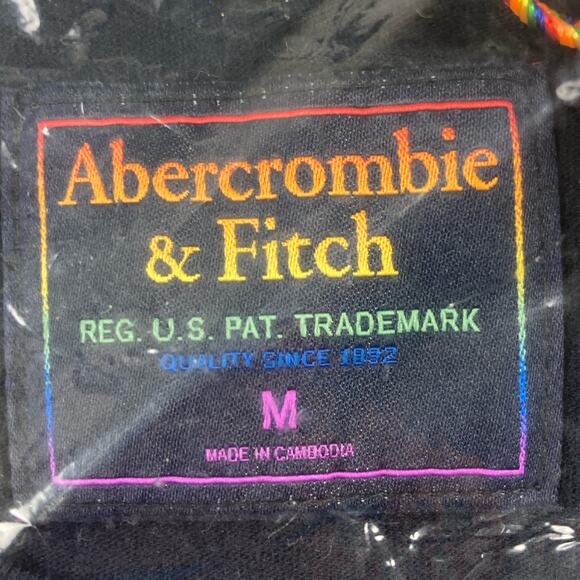 Abercrombie
& Fitch
REG. U.S. PAT. TRADEMARK
QUALITY SINCE 1892
M
MADE IN CAMBODIA